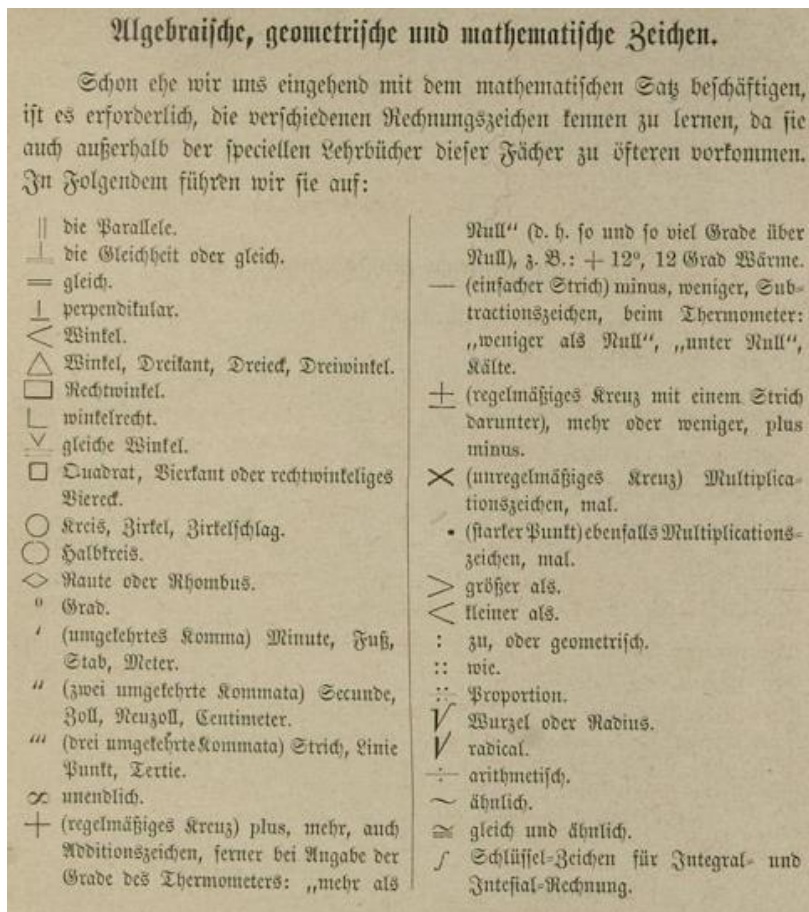 Algebraische, geometrische und mathematische Zeichen.
Schon ehe wir uns eingehend mit dem mathematischen Satz beschäftigen,
ist es erforderlich, die verschiedenen Rechnungszeichen kennen zu lernen, da sie
auch außerhalb der speciellen Lehrbücher dieser Fächer zu öfteren vorkommen.
In Folgendem führen wir sie auf:
|| die Parallele.
⊥ die Gleichheit oder gleich.
= gleich.
⊥ perpendikular.
< Winkel.
△ Winkel, Dreikant, Dreieck, Dreiwinkel.
▭ Rechtwinkel.
∟ winkelrecht.
⊻ gleiche Winkel.
□ Quadrat, Vierkant oder rechtwinkeliges
Viereck.
○ Kreis, Zirkel, Zirkelschlag.
○ Halbkreis.
◇ Raute oder Rhombus.
º Grad.
‘ (umgekehrtes Komma) Minute, Fuß,
Stab, Meter.
“ (zwei umgekehrte Kommata) Secunde,
Zoll, Neuzoll, Centimeter.
“‘ (drei umgekehrte Kommata) Strich, Linie
Punkt, Tertie.
∞ unendlich.
+ (regelmäßiges Kreuz) plus, mehr, auch
Additionszeichen, ferner bei Angabe der
Grade des Thermometers: „mehr als
Null“ (d. h. so und so viel Grade über
Null), z. B.: + 12º, 12 Grad Wärme.
— (einfacher Strich) minus, weniger, Sub-
tractionszeichen, beim Thermometer:
„weniger als Null“, „unter Null“,
Kälte.
± (regelmäßiges Kreuz mit einem Strich
darunter), mehr oder weniger, plus
minus.
× (unregelmäßiges Kreuz) Multiplica-
tionszeichen, mal.
• (starker Punkt) ebenfalls Multiplications-
zeichen, mal.
> größer als.
< kleiner als.
: zu, oder geometrisch.
:: wie.
∺ Proportion.
√ Wurzel oder Radius.
√ radical.
÷ arithmetisch.
~ ähnlich.
≅ gleich und ähnlich.
∫ Schlüssel-Zeichen für Integral- und
Intesial-Rechnung.